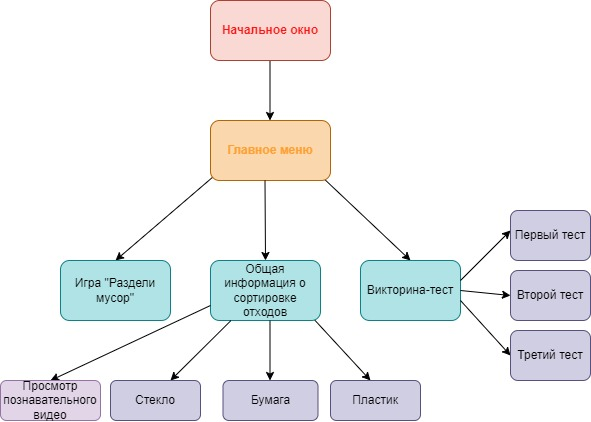 Начальное окно
Главное меню
Игра "Раздели
мусор"
Общая
информация о
сортировке
отходов
Викторина-тест
Первый тест
Второй тест
Третий тест
Просмотр
познавательного
видео
Стекло
Бумага
Пластик